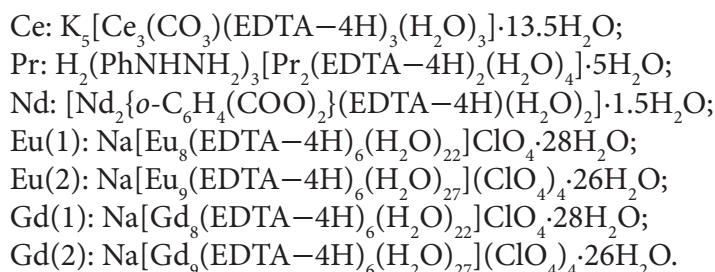 Ce: K₅[Ce₃(CO₃)(EDTA−4H)₃(H₂O)₃]·13.5H₂O;
Pr: H₂(PhNHNH₂)₃[Pr₂(EDTA−4H)₂(H₂O)₄]·5H₂O;
Nd: [Nd₂{o-C₆H₄(COO)₂}(EDTA−4H)(H₂O)₂]·1.5H₂O;
Eu(1): Na[Eu₈(EDTA−4H)₆(H₂O)₂₂]ClO₄·28H₂O;
Eu(2): Na[Eu₉(EDTA−4H)₆(H₂O)₂₇](ClO₄)₄·26H₂O;
Gd(1): Na[Gd₈(EDTA−4H)₆(H₂O)₂₂]ClO₄·28H₂O;
Gd(2): Na[Gd₉(EDTA−4H)₆(H₂O)₂₇](ClO₄)₄·26H₂O.